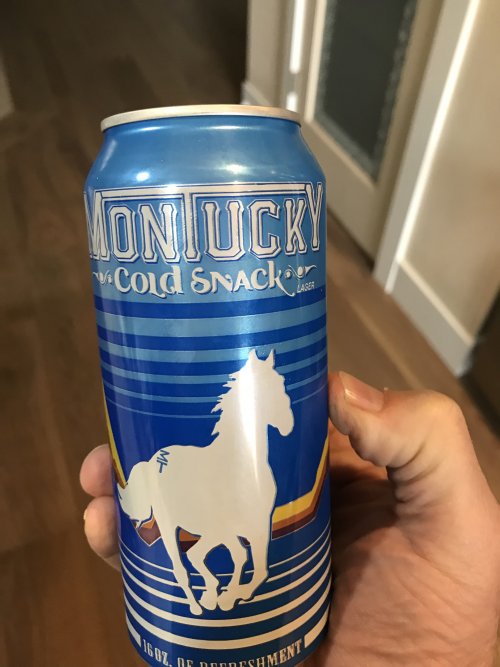 MONTUCKY
COLD SNACK
LAGER
MT
16 OZ. OF REFRESHMENT